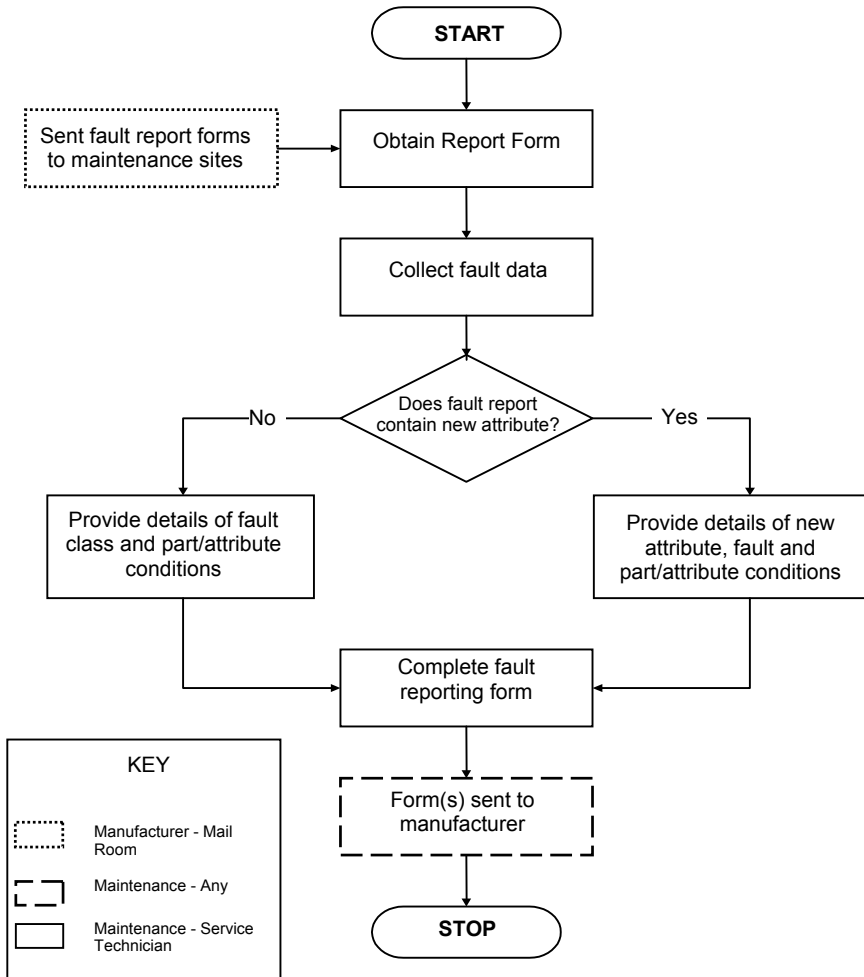 START
Sent fault report forms
to maintenance sites
Obtain Report Form
Collect fault data
Does fault report
contain new attribute?
No
Yes
Provide details of fault
class and part/attribute
conditions
Provide details of new
attribute, fault and
part/attribute conditions
Complete fault
reporting form
Form(s) sent to
manufacturer
STOP
KEY
Manufacturer - Mail
Room
Maintenance - Any
Maintenance - Service
Technician